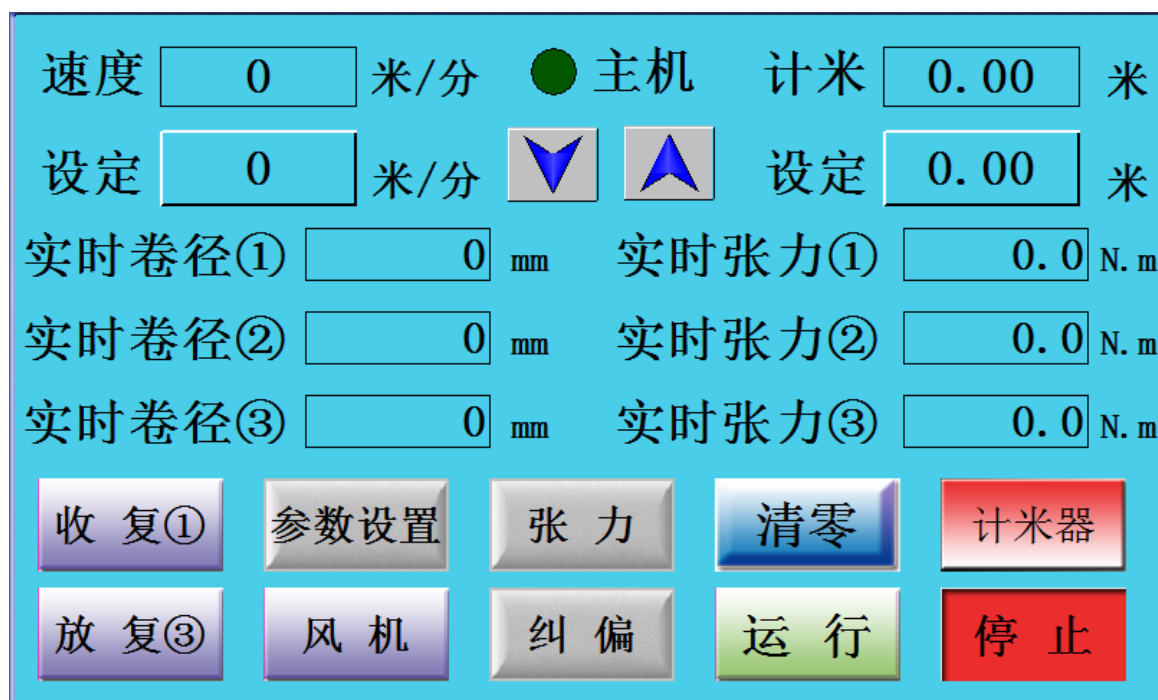 速度 0 米/分 主机 计米 0.00 米
设定 0 米/分 设定 0.00 米
实时卷径① 0 mm 实时张力① 0.0 N.m
实时卷径② 0 mm 实时张力② 0.0 N.m
实时卷径③ 0 mm 实时张力③ 0.0 N.m
收 复① 参数设置 张 力 清零 计米器
放 复③ 风 机 纠 偏 运 行 停 止